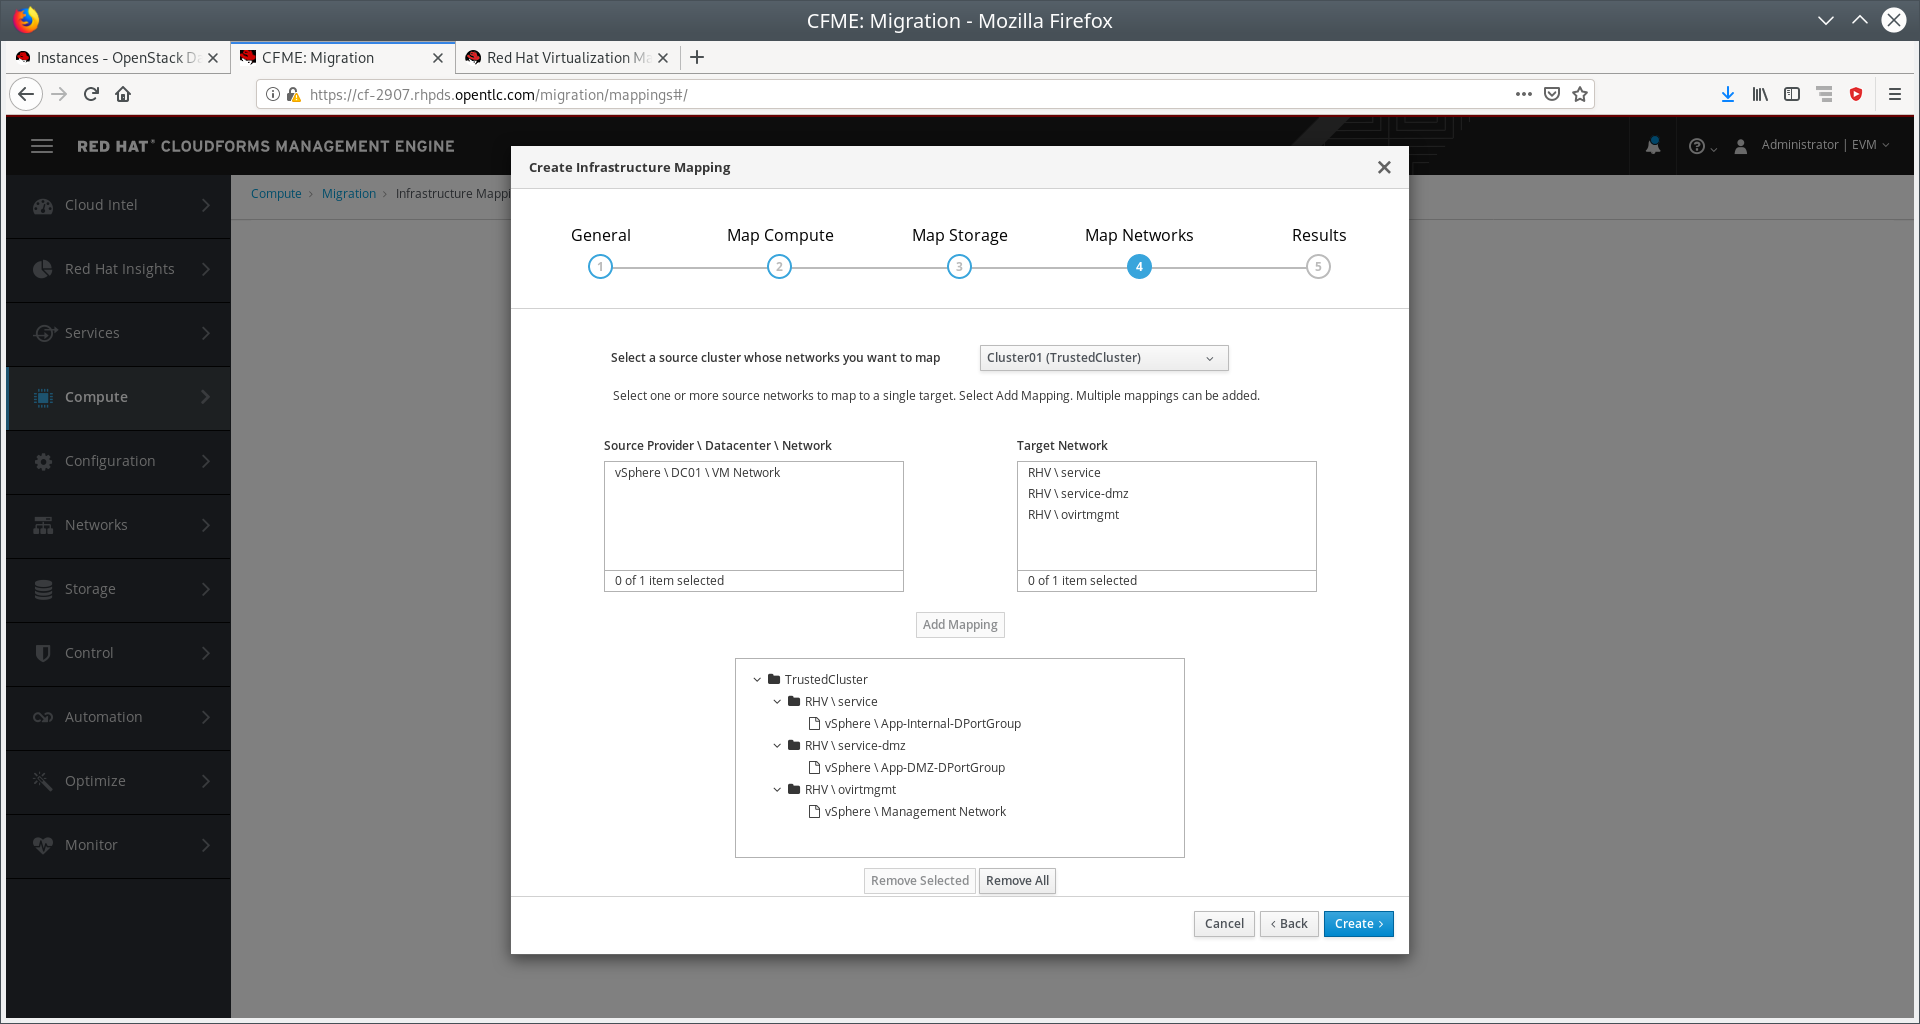 CFME: Migration - Mozilla Firefox
Instances - OpenStack Da
CFME: Migration
Red Hat Virtualization Ma
https://cf-2907.rhpds.opentlc.com/migration/mappings#/
RED HAT® CLOUDFORMS MANAGEMENT ENGINE
Administrator | EVM
Cloud Intel
Red Hat Insights
Services
Compute
Configuration
Networks
Storage
Control
Automation
Optimize
Monitor
Compute > Migration > Infrastructure Mappi
Create Infrastructure Mapping
General
Map Compute
Map Storage
Map Networks
Results
1
2
3
4
5
Select a source cluster whose networks you want to map
Cluster01 (TrustedCluster)
Select one or more source networks to map to a single target. Select Add Mapping. Multiple mappings can be added.
Source Provider \ Datacenter \ Network
vSphere \ DC01 \ VM Network
0 of 1 item selected
Target Network
RHV \ service
RHV \ service-dmz
RHV \ ovirtmgmt
0 of 1 item selected
Add Mapping
TrustedCluster
RHV \ service
vSphere \ App-Internal-DPortGroup
RHV \ service-dmz
vSphere \ App-DMZ-DPortGroup
RHV \ ovirtmgmt
vSphere \ Management Network
Remove Selected
Remove All
Cancel
‹ Back
Create ›